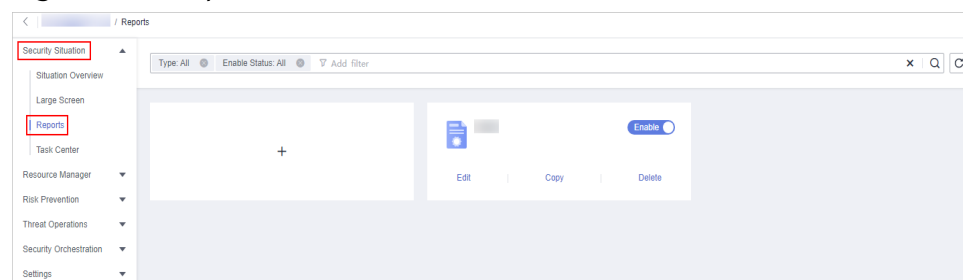 / Reports
Security Situation
Situation Overview
Large Screen
Reports
Task Center
Resource Manager
Risk Prevention
Threat Operations
Security Orchestration
Settings
Type: All Enable Status: All Add filter
+
Enable
Edit Copy Delete